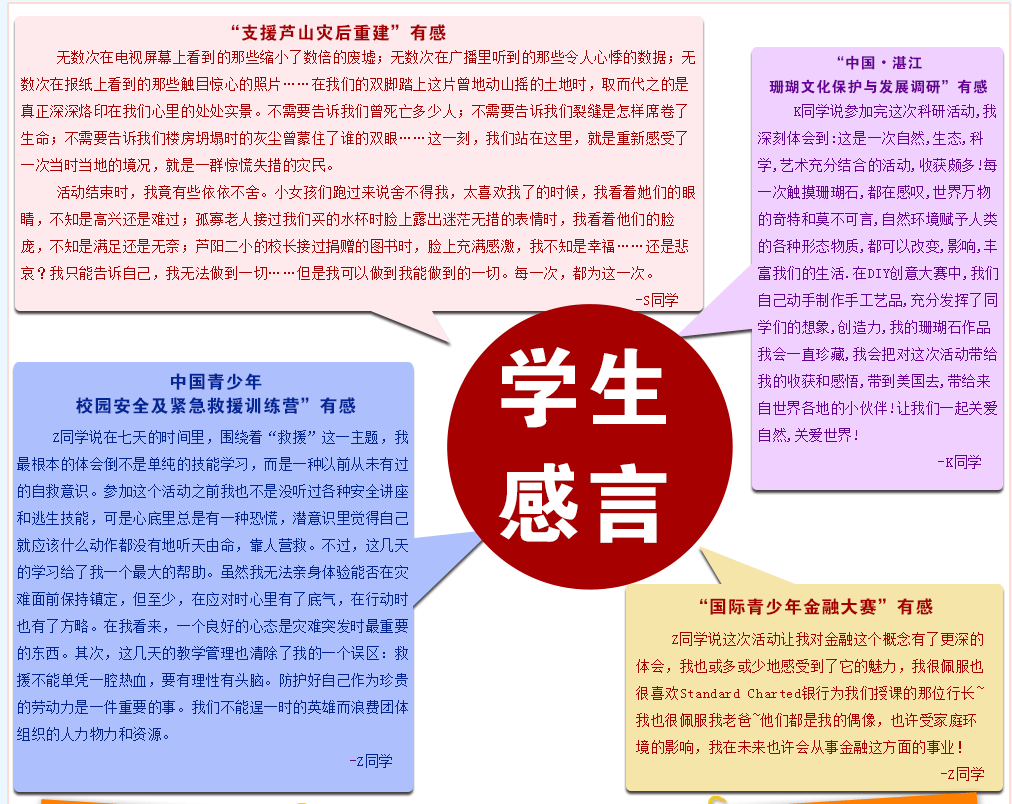 “支援芦山灾后重建”有感
无数次在电视屏幕上看到的那些缩小了数倍的废墟；无数次在广播里听到的那些令人心悸的数据；无
数次在报纸上看到的那些触目惊心的照片……在我们的双脚踏上这片曾地动山摇的土地时，取而代之的是
真正深深烙印在我们心里的处处实景。不需要告诉我们曾死亡多少人；不需要告诉我们裂缝是怎样席卷了
生命；不需要告诉我们楼房坍塌时的灰尘曾蒙住了谁的双眼……这一刻，我们站在这里，就是重新感受了
一次当时当地的境况，就是一群惊慌失措的灾民。
活动结束时，我竟有些依依不舍。小女孩们跑过来说舍不得我，太喜欢我了的时候，我看着她们的眼
睛，不知是高兴还是难过；孤寡老人接过我们买的水杯时脸上露出迷茫无措的表情时，我看着他们的脸
庞，不知是满足还是无奈；芦阳二小的校长接过捐赠的图书时，脸上充满感激，我不知是幸福……还是悲
哀？我只能告诉自己，我无法做到一切……但是我可以做到我能做到的一切。每一次，都为这一次。
-S同学
“中国·湛江
珊瑚文化保护与发展调研”有感
K同学说参加完这次科研活动,我
深刻体会到:这是一次自然,生态,科
学,艺术充分结合的活动,收获颇多!每
一次触摸珊瑚石,都在感叹,世界万物
的奇特和莫不可言,自然环境赋予人类
的各种形态物质,都可以改变,影响,丰
富我们的生活.在DIY创意大赛中,我们
自己动手制作手工艺品,充分发挥了同
学们的想象,创造力,我的珊瑚石作品
我会一直珍藏,我会把对这次活动带给
我的收获和感悟,带到美国去,带给来
自世界各地的小伙伴!让我们一起关爱
自然,关爱世界!
-K同学
学生
感言
中国青少年
校园安全及紧急救援训练营”有感
Z同学说在七天的时间里，围绕着“救援”这一主题，我
最根本的体会倒不是单纯的技能学习，而是一种以前从未有过
的自救意识。参加这个活动之前我也不是没听过各种安全讲座
和逃生技能，可是心底里总是有一种恐慌，潜意识里觉得自己
就应该什么动作都没有地听天由命，靠人营救。不过，这几天
的学习给了我一个最大的帮助。虽然我无法亲身体验能否在灾
难面前保持镇定，但至少，在应对时心里有了底气，在行动时
也有了方略。在我看来，一个良好的心态是灾难突发时最重要
的东西。其次，这几天的教学管理也清除了我的一个误区：救
援不能单凭一腔热血，要有理性有头脑。防护好自己作为珍贵
的劳动力是一件重要的事。我们不能逞一时的英雄而浪费团体
组织的人力物力和资源。
-Z同学
“国际青少年金融大赛”有感
Z同学说这次活动让我对金融这个概念有了更深的
体会，我也或多或少地感受到了它的魅力，我很佩服也
很喜欢Standard Charted银行为我们授课的那位行长~
我也很佩服我老爸~他们都是我的偶像，也许受家庭环
境的影响，我在未来也许会从事金融这方面的事业！
-Z同学